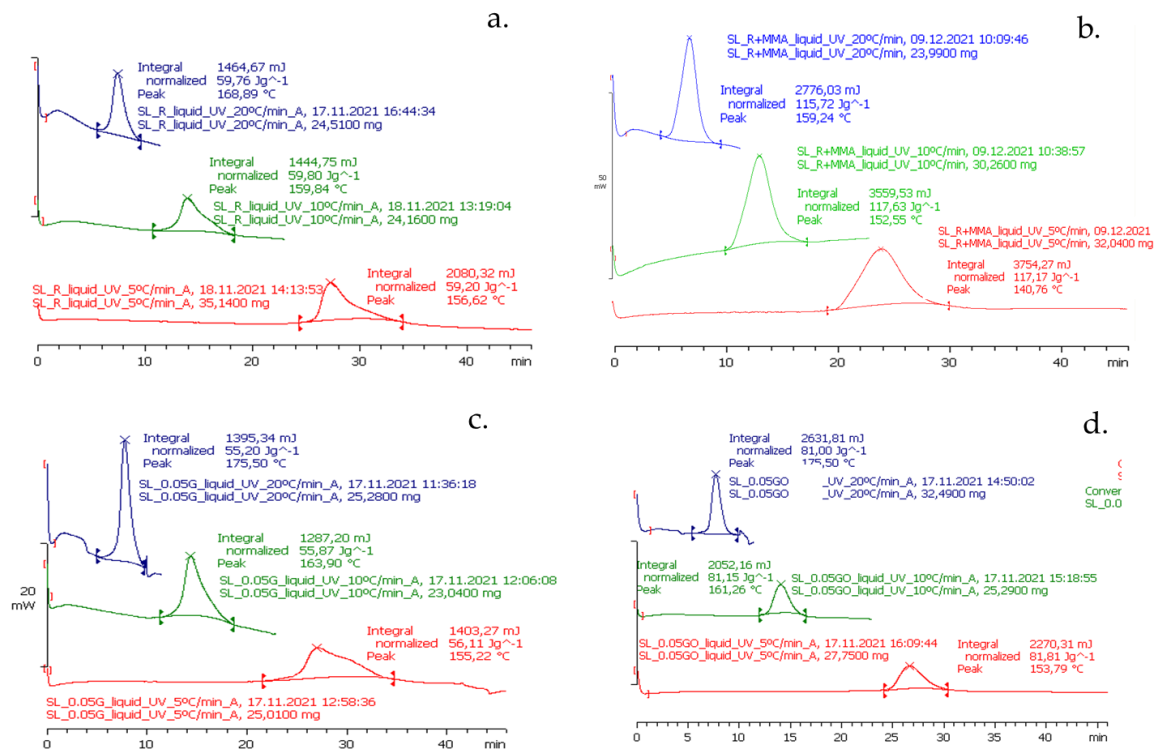 a.
Integral 1464,67 mJ
normalized 59,76 Jg^-1
Peak 168,89 °C
SL_R_liquid_UV_20ºC/min_A, 17.11.2021 16:44:34
SL_R_liquid_UV_20ºC/min_A, 24,5100 mg
Integral 1444,75 mJ
normalized 59,80 Jg^-1
Peak 159,84 °C
SL_R_liquid_UV_10ºC/min_A, 18.11.2021 13:19:04
SL_R_liquid_UV_10ºC/min_A, 24,1600 mg
Integral 2080,32 mJ
normalized 59,20 Jg^-1
Peak 156,62 °C
SL_R_liquid_UV_5ºC/min_A, 18.11.2021 14:13:53
SL_R_liquid_UV_5ºC/min_A, 35,1400 mg
0 10 20 30 40 min
b.
SL_R+MMA_liquid_UV_20ºC/min, 09.12.2021 10:09:46
SL_R+MMA_liquid_UV_20ºC/min, 23,9900 mg
Integral 2776,03 mJ
normalized 115,72 Jg^-1
Peak 159,24 °C
SL_R+MMA_liquid_UV_10ºC/min, 09.12.2021 10:38:57
SL_R+MMA_liquid_UV_10ºC/min, 30,2600 mg
50
mW
Integral 3559,53 mJ
normalized 117,63 Jg^-1
Peak 152,55 °C
SL_R+MMA_liquid_UV_5ºC/min, 09.12.2021
SL_R+MMA_liquid_UV_5ºC/min, 32,0400 mg
Integral 3754,27 mJ
normalized 117,17 Jg^-1
Peak 140,76 °C
0 10 20 30 40 min
c.
Integral 1395,34 mJ
normalized 55,20 Jg^-1
Peak 175,50 °C
SL_0.05G_liquid_UV_20ºC/min_A, 17.11.2021 11:36:18
SL_0.05G_liquid_UV_20ºC/min_A, 25,2800 mg
Integral 1287,20 mJ
normalized 55,87 Jg^-1
Peak 163,90 °C
SL_0.05G_liquid_UV_10ºC/min_A, 17.11.2021 12:06:08
SL_0.05G_liquid_UV_10ºC/min_A, 23,0400 mg
20
mW
Integral 1403,27 mJ
normalized 56,11 Jg^-1
Peak 155,22 °C
SL_0.05G_liquid_UV_5ºC/min_A, 17.11.2021 12:58:36
SL_0.05G_liquid_UV_5ºC/min_A, 25,0100 mg
0 10 20 30 40 min
d.
Integral 2631,81 mJ
normalized 81,00 Jg^-1
Peak 175,50 °C
SL_0.05GO _UV_20ºC/min_A, 17.11.2021 14:50:02
SL_0.05GO _UV_20ºC/min_A, 32,4900 mg
Conver
SL_0.0
Integral 2052,16 mJ
normalized 81,15 Jg^-1
Peak 161,26 °C
SL_0.05GO_liquid_UV_10ºC/min_A, 17.11.2021 15:18:55
SL_0.05GO_liquid_UV_10ºC/min_A, 25,2900 mg
SL_0.05GO_liquid_UV_5ºC/min_A, 17.11.2021 16:09:44
SL_0.05GO_liquid_UV_5ºC/min_A, 27,7500 mg
Integral 2270,31 mJ
normalized 81,81 Jg^-1
Peak 153,79 °C
0 5 10 15 20 25 30 35 40 min